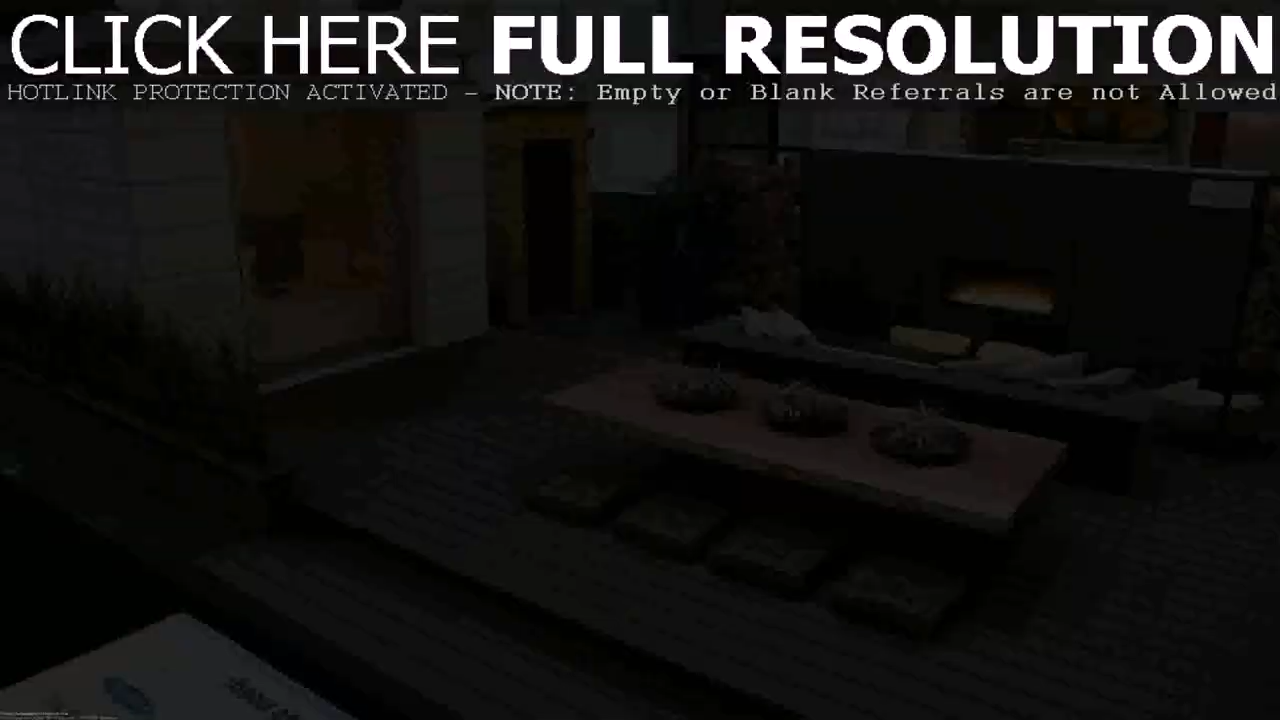 CLICK HERE FULL RESOLUTION
HOTLINK PROTECTION ACTIVATED - NOTE: Empty or Blank Referrals are not Allowed